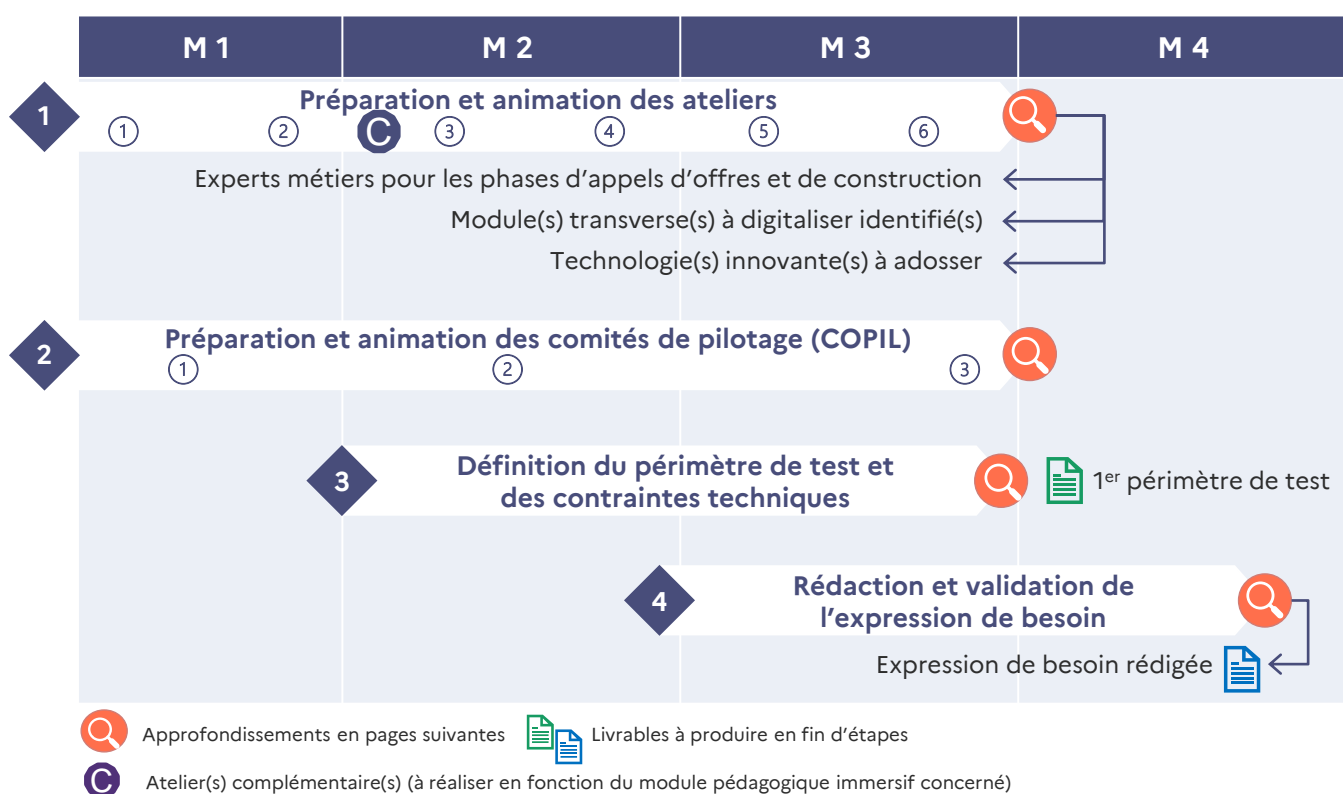 M 1
M 2
M 3
M 4
1
Préparation et animation des ateliers
1
2
C
3
4
5
6
Experts métiers pour les phases d’appels d’offres et de construction
Module(s) transverse(s) à digitaliser identifié(s)
Technologie(s) innovante(s) à adosser
2
Préparation et animation des comités de pilotage (COPIL)
1
2
3
3
Définition du périmètre de test et
des contraintes techniques
1er périmètre de test
4
Rédaction et validation de
l’expression de besoin
Expression de besoin rédigée
Approfondissements en pages suivantes
Livrables à produire en fin d’étapes
C
Atelier(s) complémentaire(s) (à réaliser en fonction du module pédagogique immersif concerné)